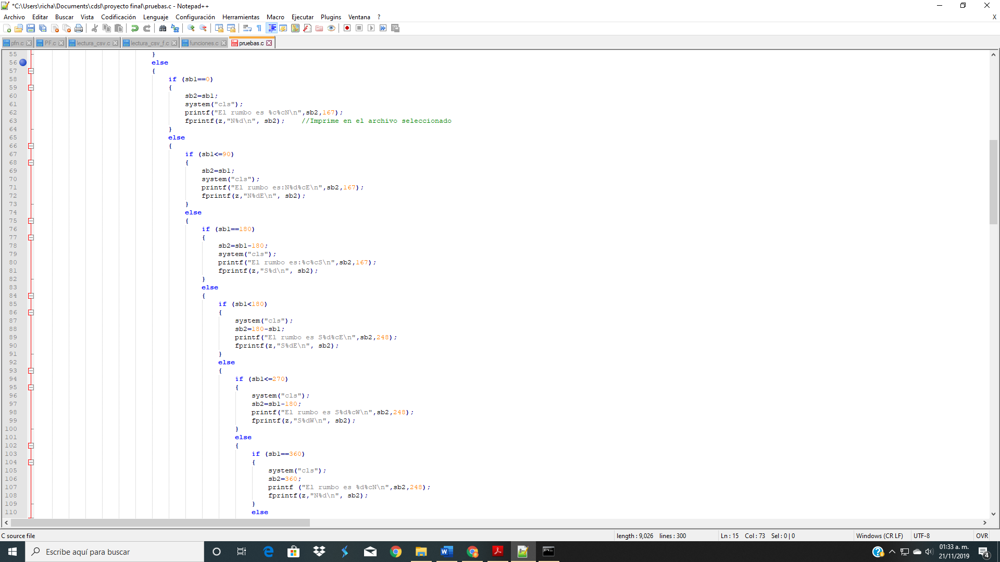 *C:\Users\richa\Documents\cdsl\proyecto final\pruebas.c - Notepad++
Archivo Editar Buscar Vista Codificación Lenguaje Configuración Herramientas Macro Ejecutar Plugins Ventana ? X
pfn.c PF.c lectura_csv.c lectura_csv_f.c funciones.c pruebas.c
55 }
56 else
57 {
58 if (sb1==0)
59 {
60 sb2=sb1;
61 system("cls");
62 printf("El rumbo es %c%cN\n",sb2,167);
63 fprintf(z,"N%d\n", sb2); //Imprime en el archivo seleccionado
64 }
65 else
66 {
67 if (sb1<=90)
68 {
69 sb2=sb1;
70 system("cls");
71 printf("El rumbo es:N%d%cE\n",sb2,167);
72 fprintf(z,"N%dE\n", sb2);
73 }
74 else
75 {
76 if (sb1==180)
77 {
78 sb2=sb1-180;
79 system("cls");
80 printf("El rumbo es:%c%cS\n",sb2,167);
81 fprintf(z,"S%d\n", sb2);
82 }
83 else
84 {
85 if (sb1<180)
86 {
87 system("cls");
88 sb2=180-sb1;
89 printf("El rumbo es S%d%cE\n",sb2,248);
90 fprintf(z,"S%dE\n", sb2);
91 }
92 else
93 {
94 if (sb1<=270)
95 {
96 system("cls");
97 sb2=sb1-180;
98 printf("El rumbo es S%d%cW\n",sb2,248);
99 fprintf(z,"S%dW\n", sb2);
100 }
101 else
102 {
103 if (sb1==360)
104 {
105 system("cls");
106 sb2=360;
107 printf ("El rumbo es %d%cN\n",sb2,248);
108 fprintf(z,"N%d\n", sb2);
109 }
110 else
C source file length : 9,026 lines : 300 Ln : 15 Col : 73 Sel : 0 | 0 Windows (CR LF) UTF-8 OVR
Escribe aquí para buscar
01:33 a. m.
21/11/2019
4